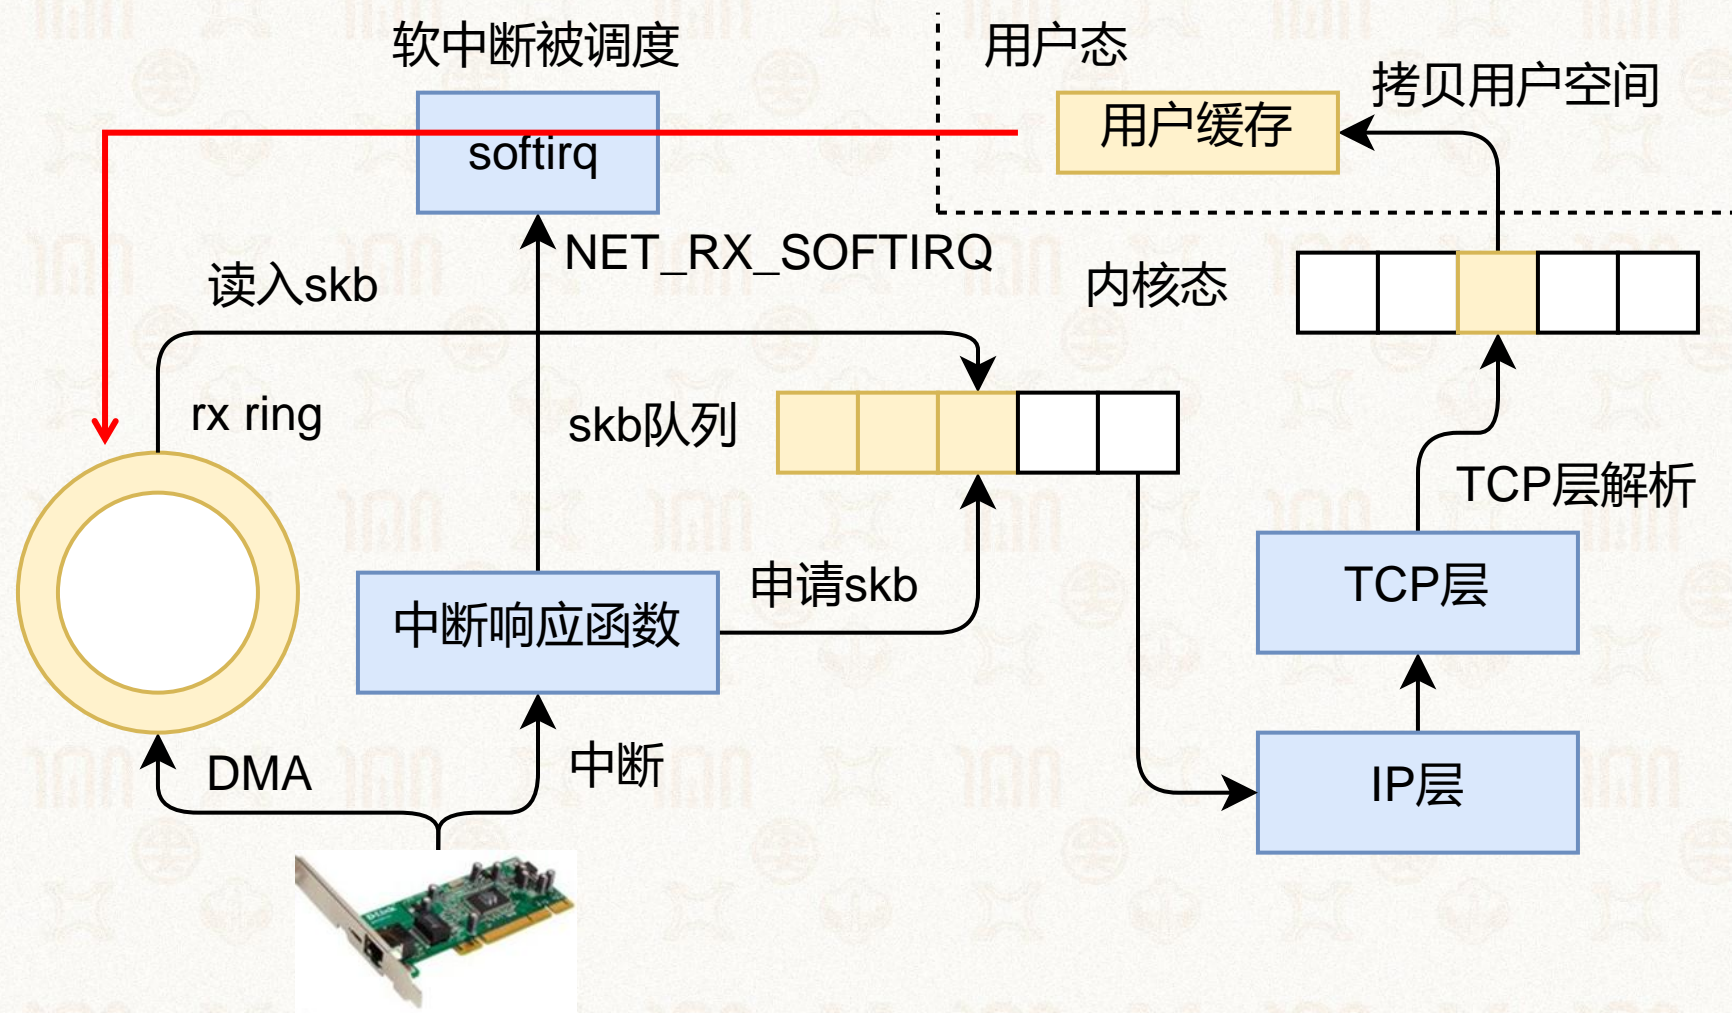 软中断被调度
用户态
拷贝用户空间
用户缓存
softirq
NET_RX_SOFTIRQ
内核态
读入skb
rx ring
skb队列
TCP层解析
申请skb
TCP层
中断响应函数
DMA
中断
IP层
D-Link